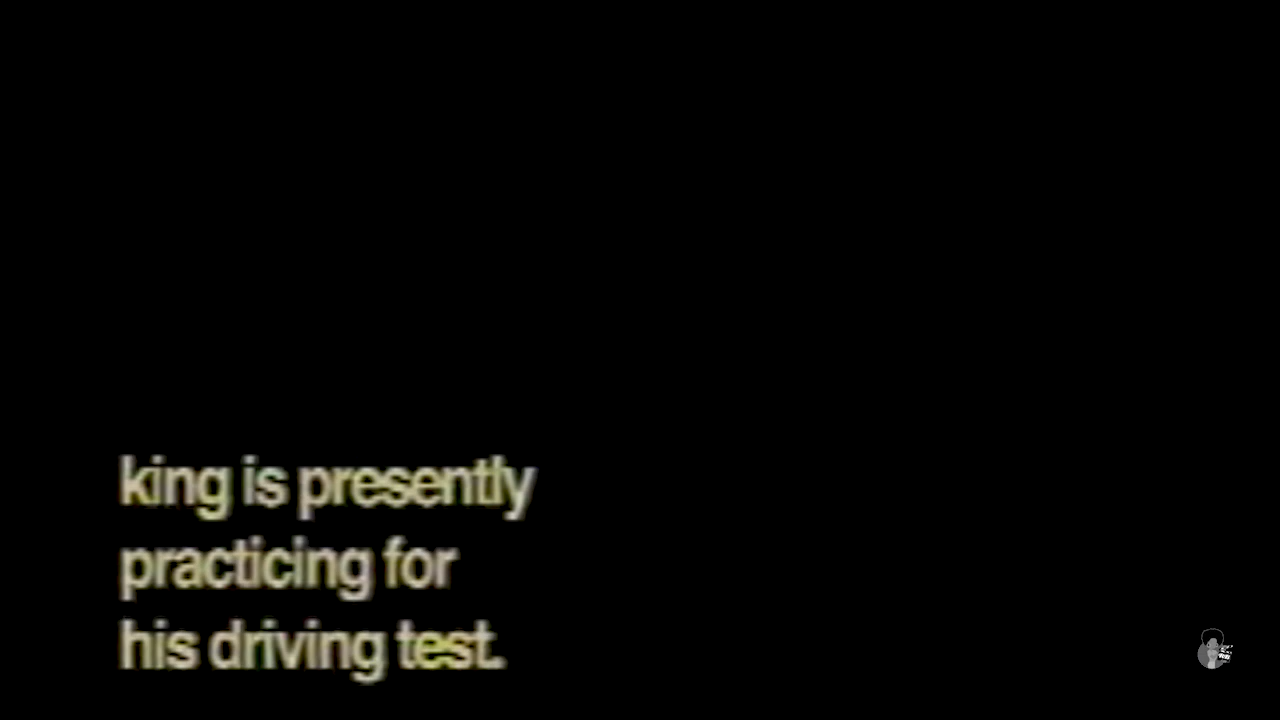 king is presently
practicing for
his driving test.